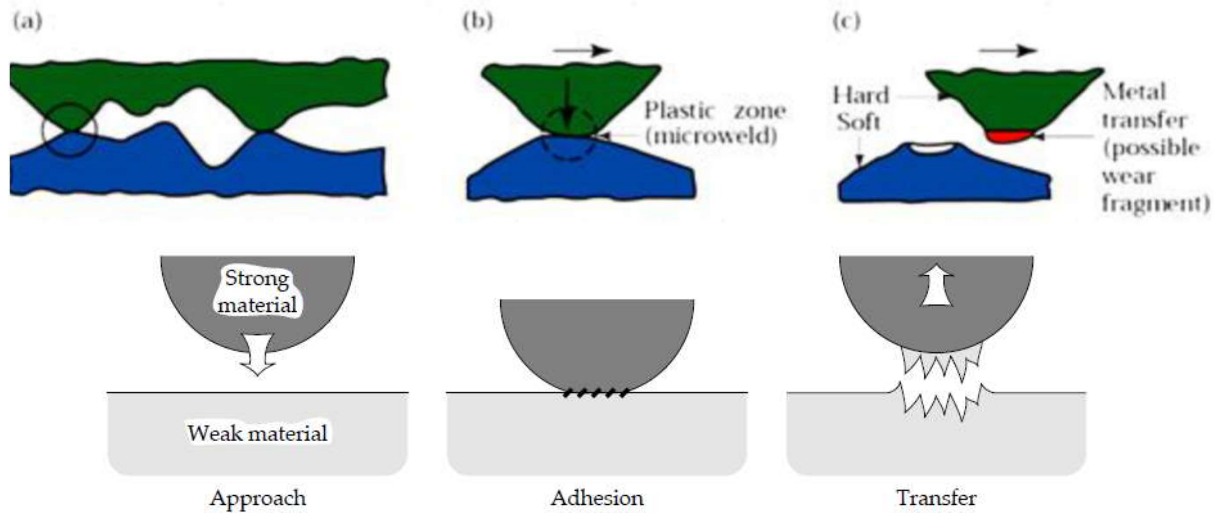 (a)
(b)
(c)
Plastic zone
(microweld)
Hard
Soft
Metal
transfer
(possible
wear
fragment)
Strong
material
Weak material
Approach
Adhesion
Transfer